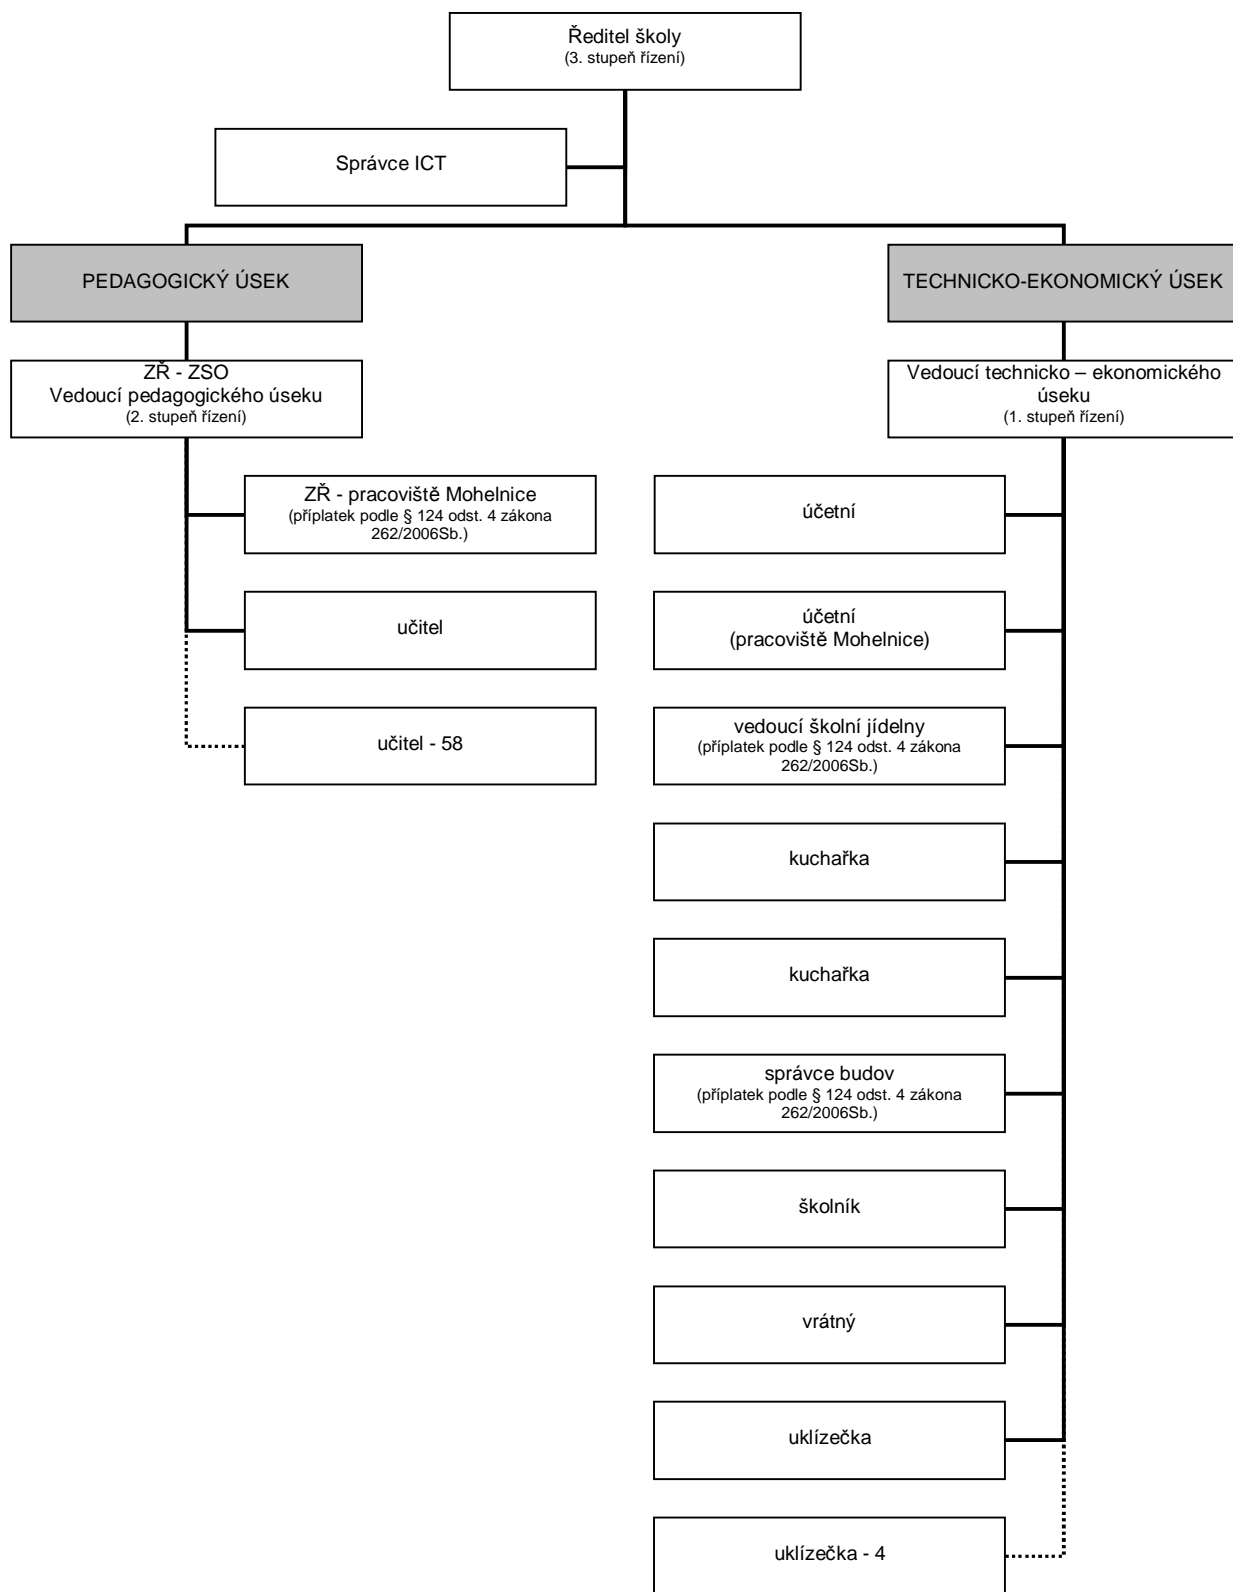 Ředitel školy
(3. stupeň řízení)
Správce ICT
PEDAGOGICKÝ ÚSEK
TECHNICKO-EKONOMICKÝ ÚSEK
ZŘ - ZSO
Vedoucí pedagogického úseku
(2. stupeň řízení)
Vedoucí technicko – ekonomického
úseku
(1. stupeň řízení)
ZŘ - pracoviště Mohelnice
(příplatek podle § 124 odst. 4 zákona
262/2006Sb.)
učitel
učitel - 58
účetní
účetní
(pracoviště Mohelnice)
vedoucí školní jídelny
(příplatek podle § 124 odst. 4 zákona
262/2006Sb.)
kuchařka
kuchařka
správce budov
(příplatek podle § 124 odst. 4 zákona
262/2006Sb.)
školník
vrátný
uklízečka
uklízečka - 4